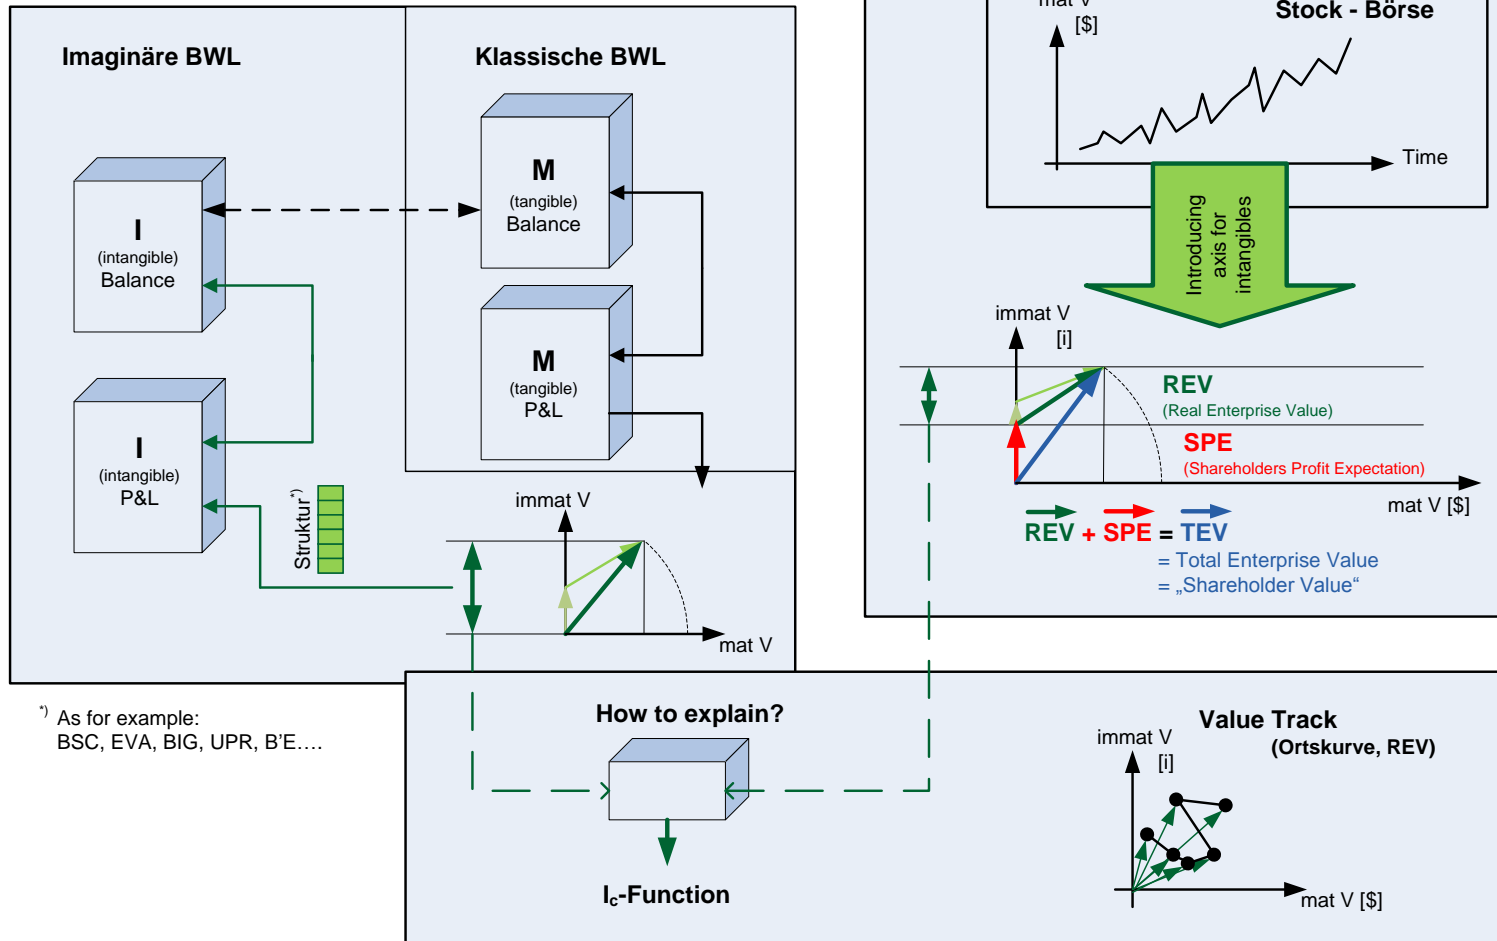 Imaginäre BWL
I
(intangible)
Balance
I
(intangible)
P&L
Struktur*)
Klassische BWL
M
(tangible)
Balance
M
(tangible)
P&L
immat V
mat V
*) As for example:
BSC, EVA, BIG, UPR, B’E….
mat V
[$]
Stock - Börse
Time
Introducing
axis for
intangibles
immat V
[i]
REV
(Real Enterprise Value)
SPE
(Shareholders Profit Expectation)
mat V [$]
REV + SPE = TEV
= Total Enterprise Value
= „Shareholder Value“
How to explain?
Ic-Function
Value Track
(Ortskurve, REV)
immat V
[i]
mat V [$]